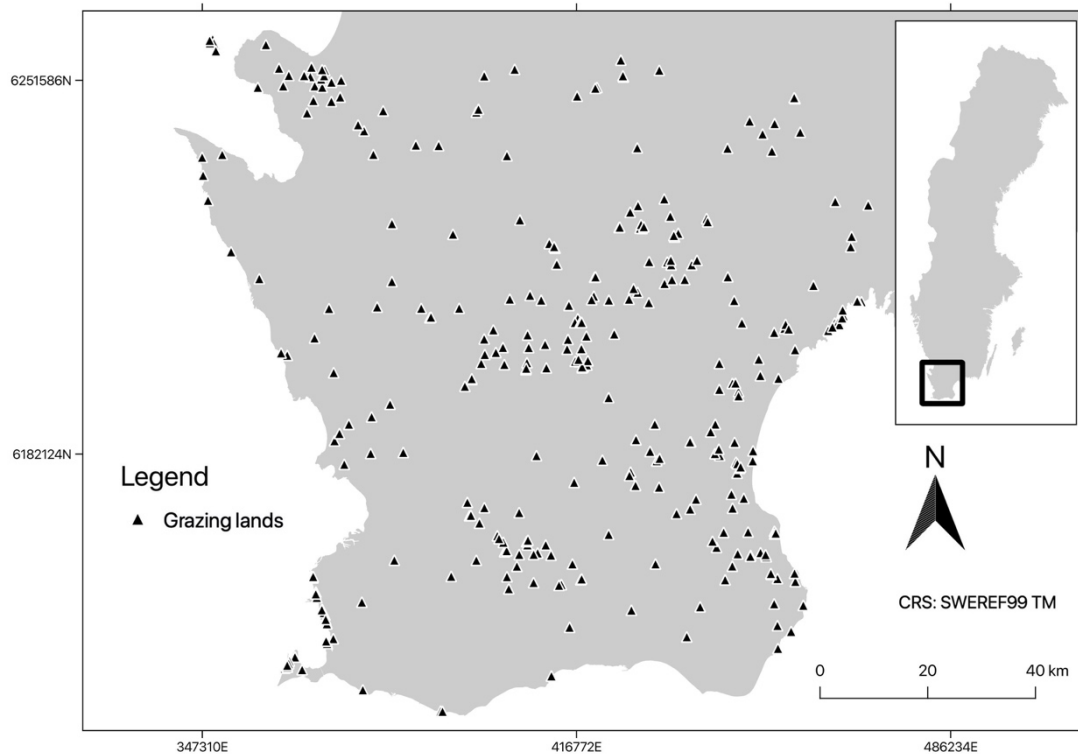 6251586N
6182124N
Legend
Grazing lands
N
CRS: SWEREF99 TM
0 20 40 km
347310E 416772E 486234E